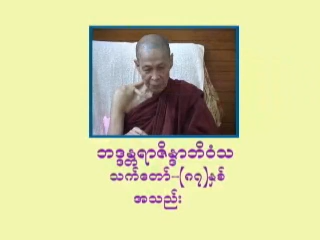 ဘဒ္ဒန္တရာဇိန္ဒာဘိဝံသ
သက်တော်-(၈၇)နှစ်
အသည်း